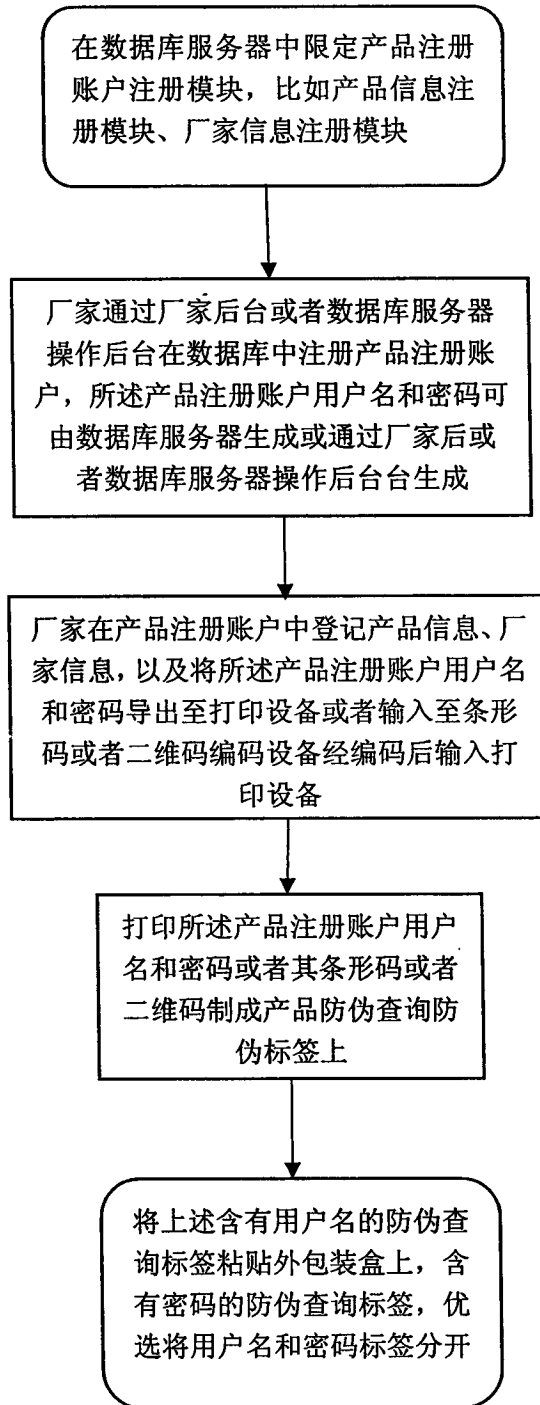 在数据库服务器中限定产品注册
账户注册模块，比如产品信息注
册模块、厂家信息注册模块
厂家通过厂家后台或者数据库服务器
操作后台在数据库中注册产品注册账
户，所述产品注册账户用户名和密码可
由数据库服务器生成或通过厂家后或
者数据库服务器操作后台台生成
厂家在产品注册账户中登记产品信息、厂
家信息，以及将所述产品注册账户用户名
和密码导出至打印设备或者输入至条形
码或者二维码编码设备经编码后输入打
印设备
打印所述产品注册账户用户
名和密码或者其条形码或者
二维码制成产品防伪查询防
伪标签上
将上述含有用户名的防伪查
询标签粘贴外包装盒上，含
有密码的防伪查询标签，优
选将用户名和密码标签分开